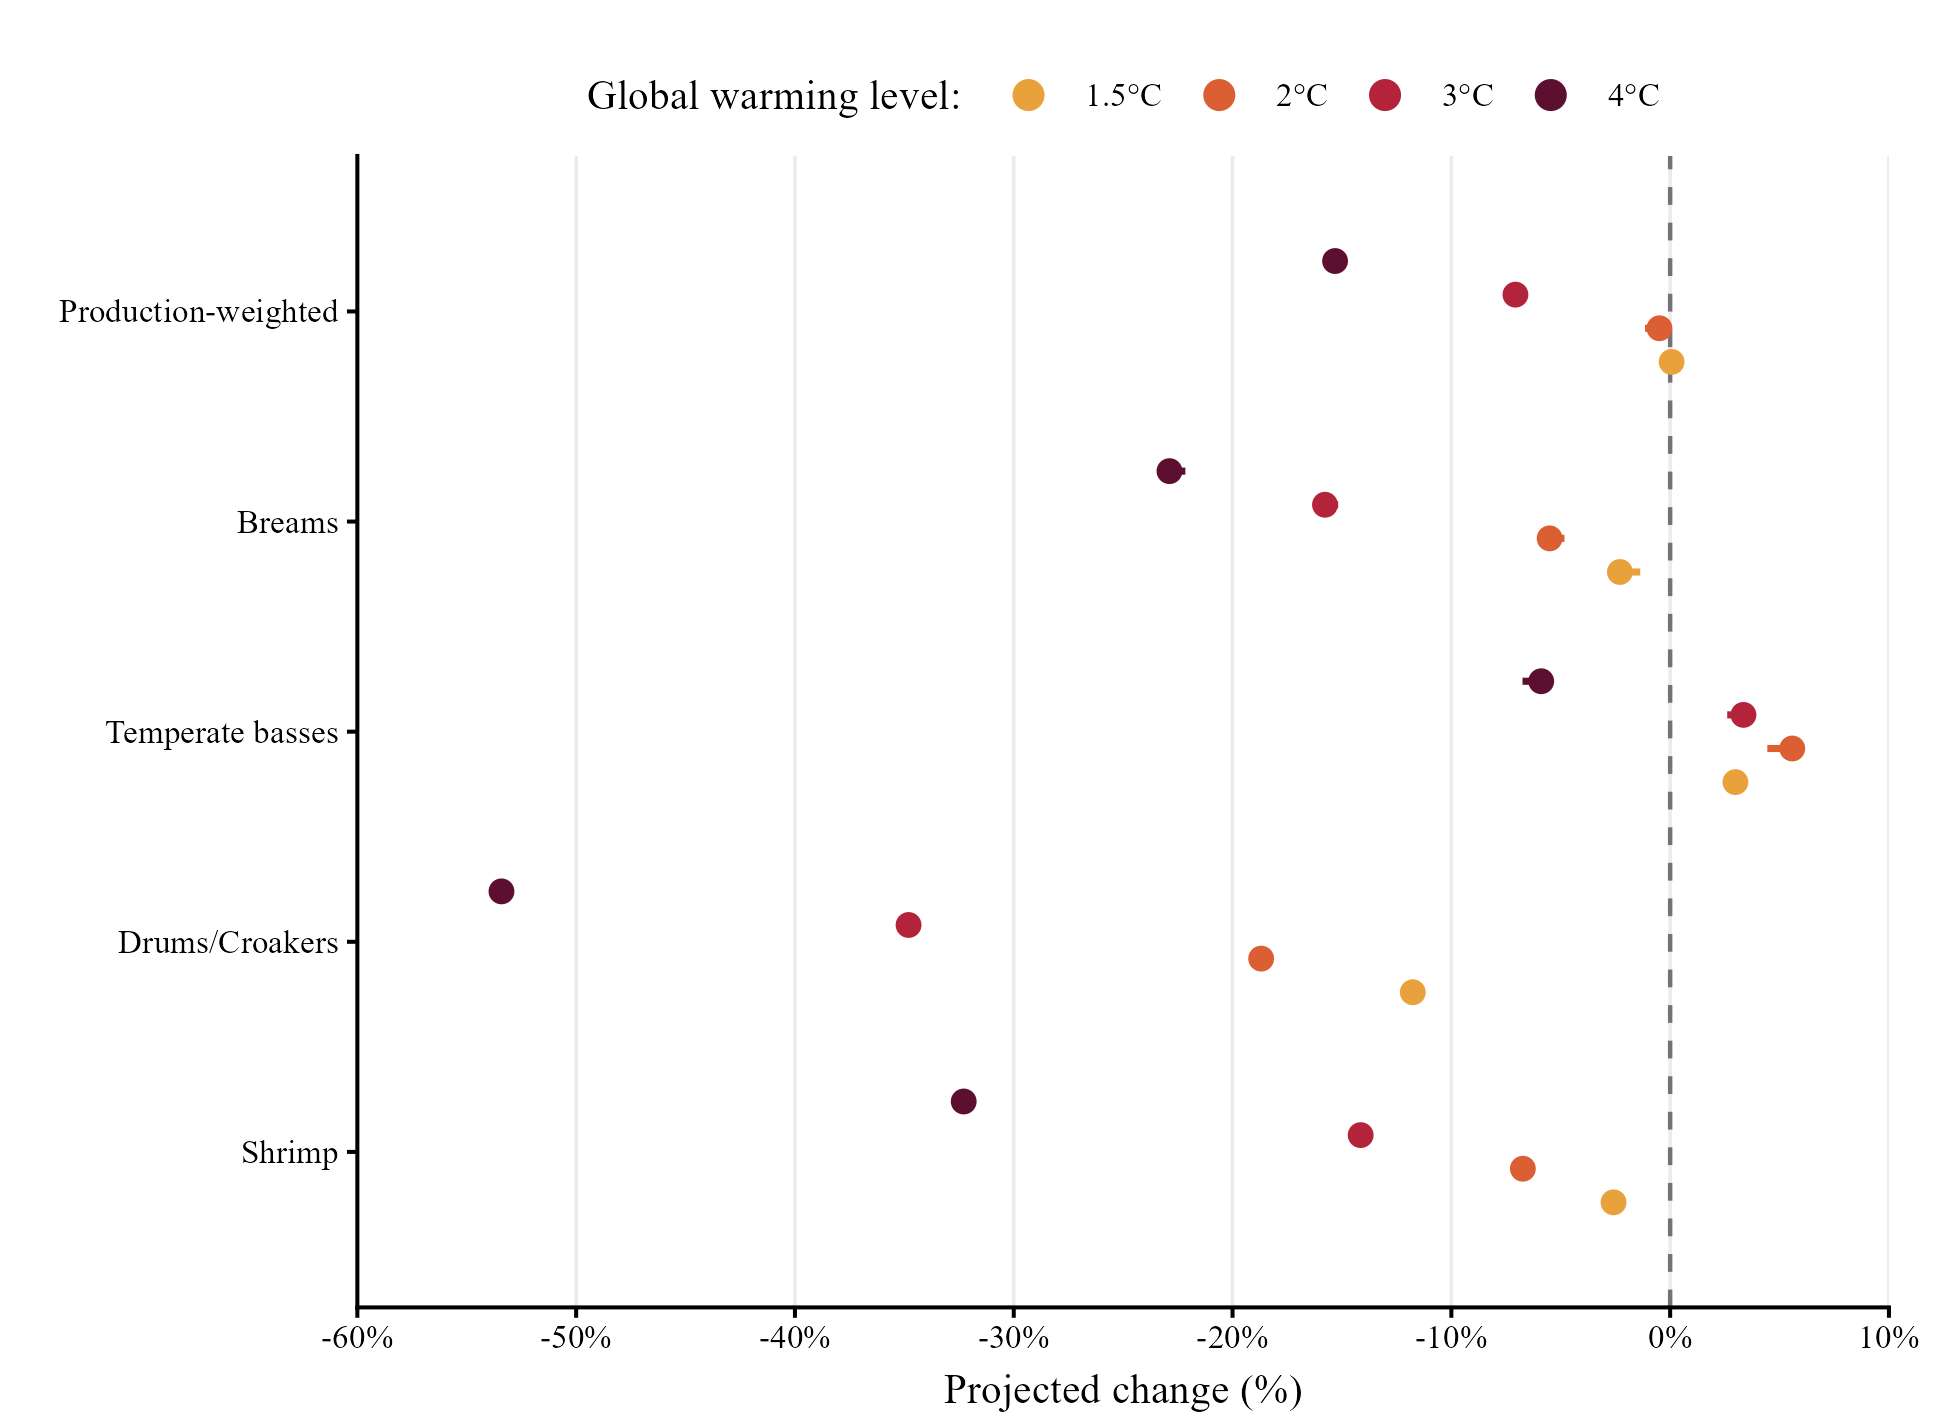 Global warming level: 1.5°C 2°C 3°C 4°C
Production-weighted
Breams
Temperate basses
Drums/Croakers
Shrimp
-60% -50% -40% -30% -20% -10% 0% 10%
Projected change (%)